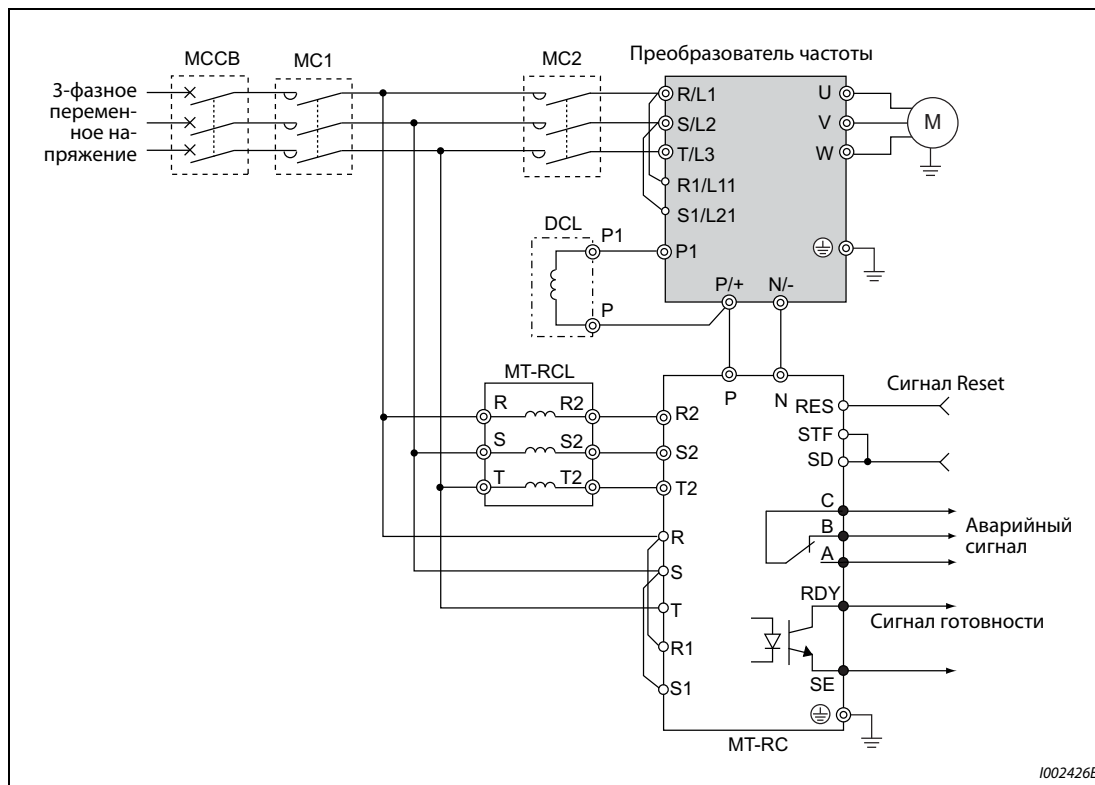 MCCB
MC1
MC2
Преобразователь частоты
3-фазное
перемен-
ное на-
пряжение
R/L1
S/L2
T/L3
R1/L11
S1/L21
U
V
W
M
DCL
P1
P
P1
P/+
N/-
MT-RCL
R
R2
S
S2
T
T2
R2
S2
T2
R
S
T
R1
S1
P
N
RES
STF
SD
Сигнал Reset
C
B
A
Аварийный
сигнал
RDY
Сигнал готовности
SE
MT-RC
I002426E